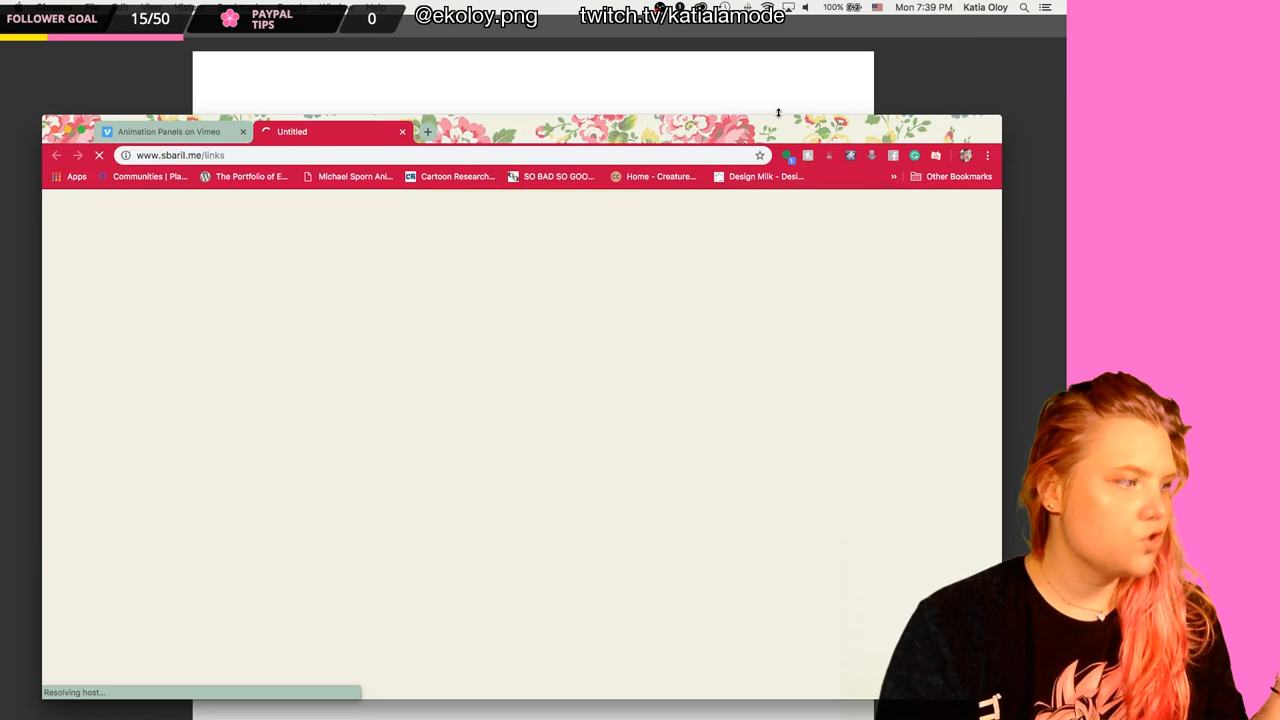 FOLLOWER GOAL 15/50 PAYPAL TIPS 0 @ekoloy.png twitch.tv/katialamode 100% Mon 7:39 PM Katia Oloy
Animation Panels on Vimeo Untitled
www.sbaril.me/links
Apps Communities | Pla... The Portfolio of E... Michael Sporn Ani... Cartoon Research... SO BAD SO GOO... Home - Creature... Design Milk - Desi... » Other Bookmarks
Resolving host...